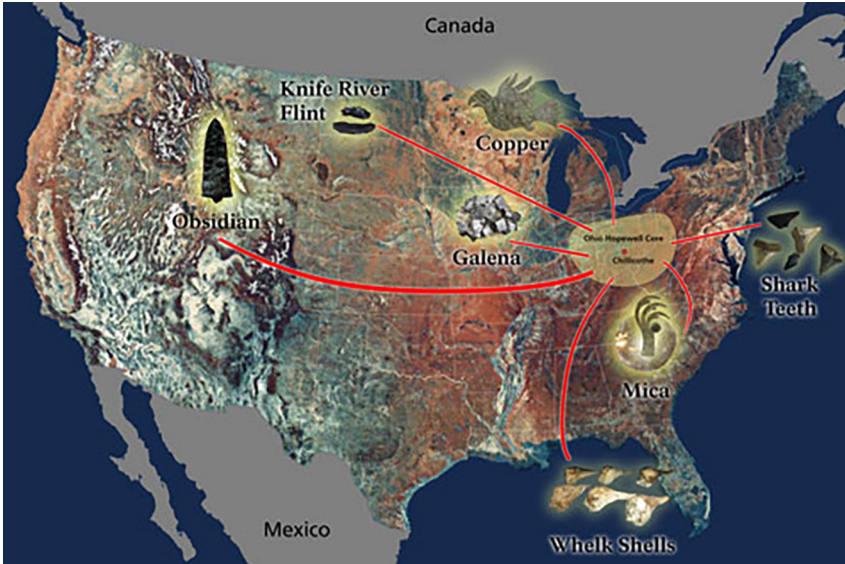 Canada
Knife River
Flint
Copper
Obsidian
Galena
Ohio Hopewell Core
Chillicothe
Shark
Teeth
Mica
Mexico
Whelk Shells